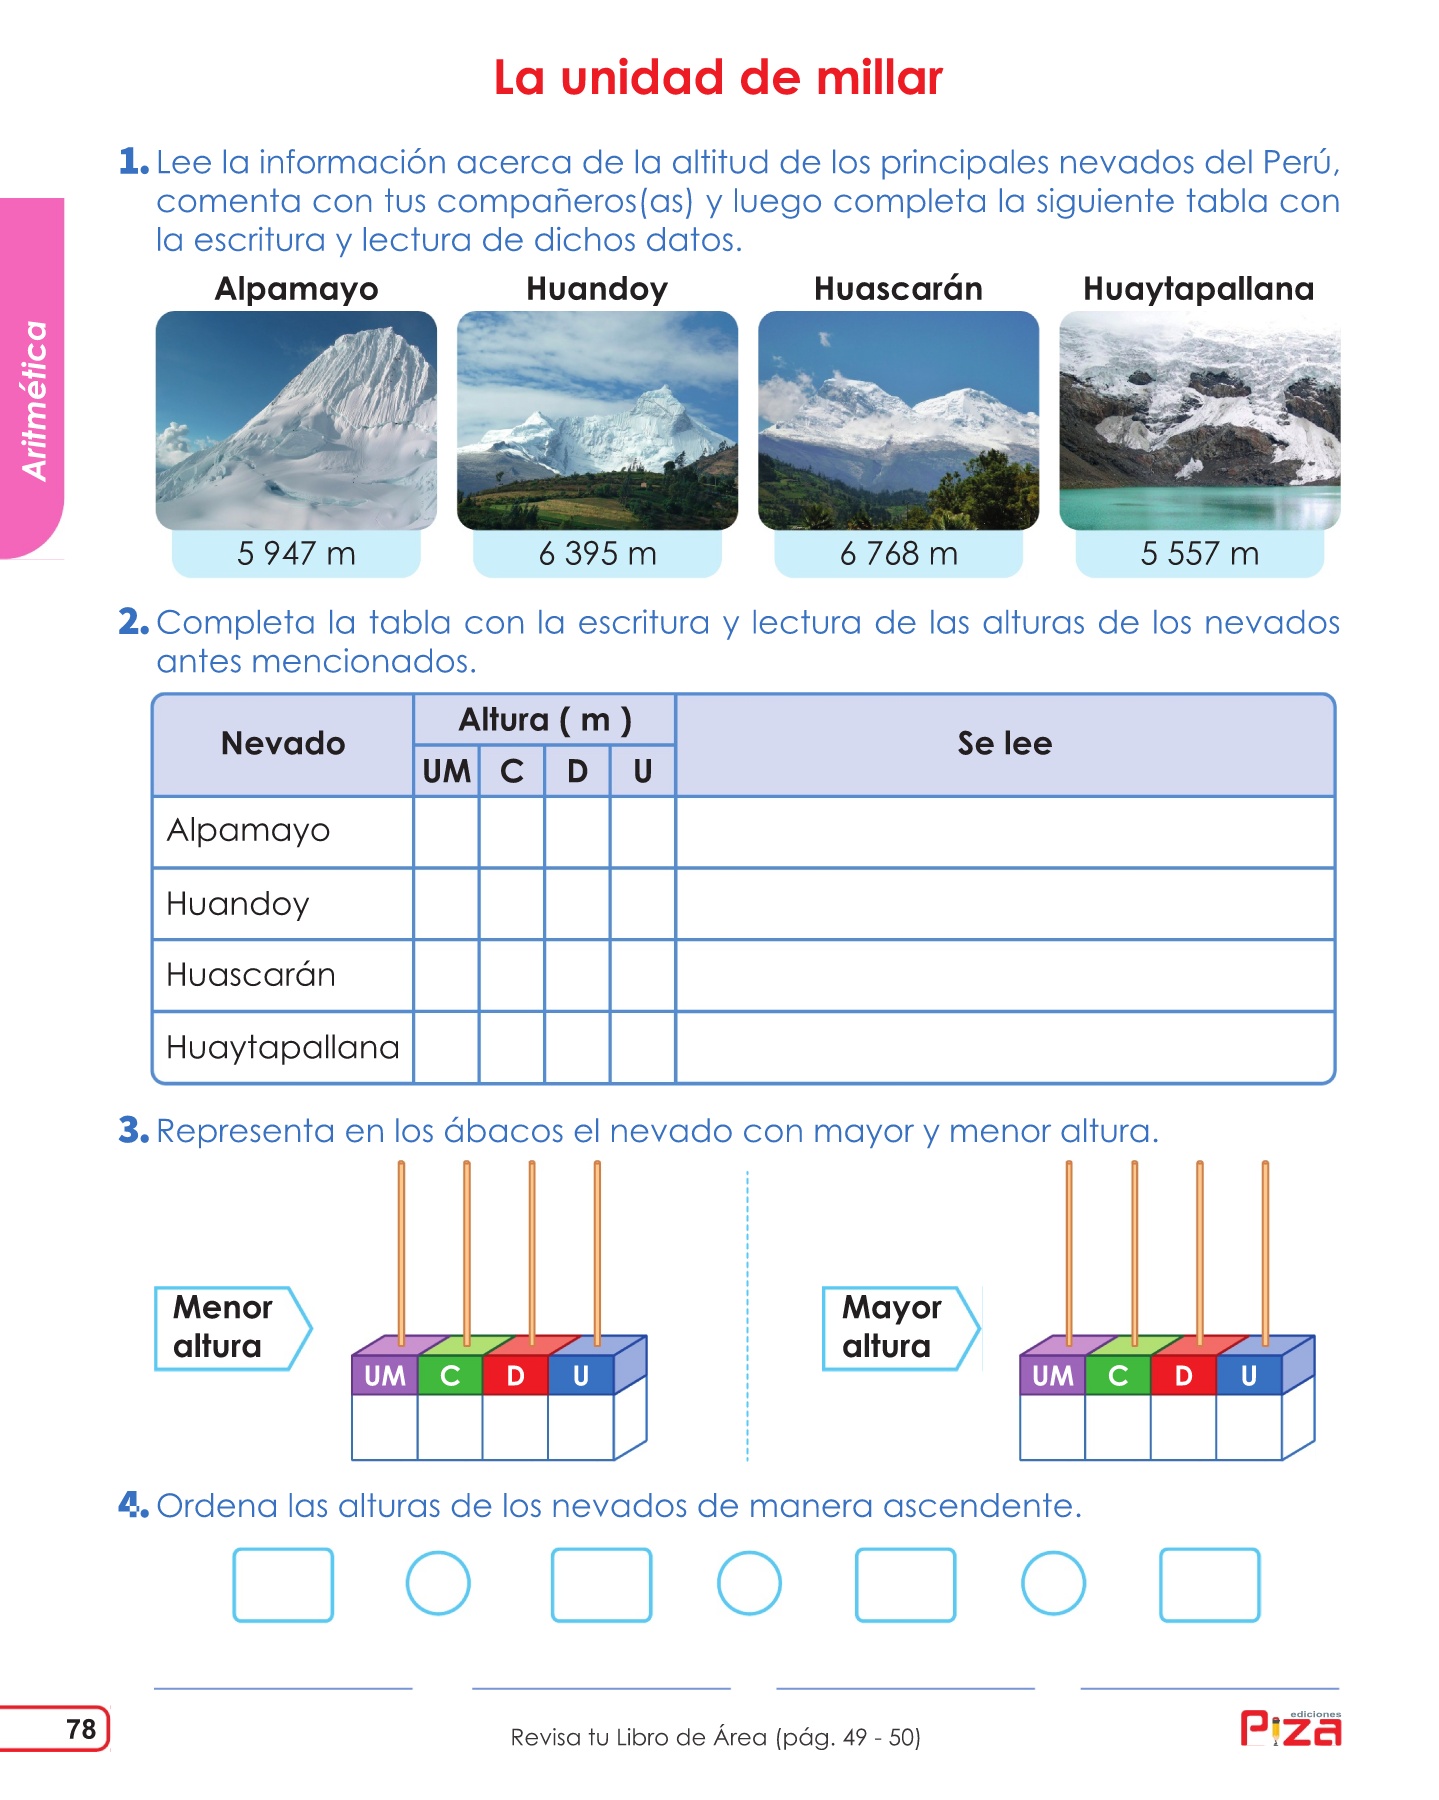 La unidad de millar
1. Lee la información acerca de la altitud de los principales nevados del Perú,
comenta con tus compañeros(as) y luego completa la siguiente tabla con
la escritura y lectura de dichos datos.
Aritmética
Alpamayo Huandoy Huascarán Huaytapallana
5 947 m 6 395 m 6 768 m 5 557 m
2. Completa la tabla con la escritura y lectura de las alturas de los nevados
antes mencionados.
Nevado Altura ( m ) Se lee
UM C D U
Alpamayo
Huandoy
Huascarán
Huaytapallana
3. Representa en los ábacos el nevado con mayor y menor altura.
Menor
altura
UM C D U
Mayor
altura
UM C D U
4. Ordena las alturas de los nevados de manera ascendente.
78
Revisa tu Libro de Área (pág. 49 - 50)
ediciones
Piza